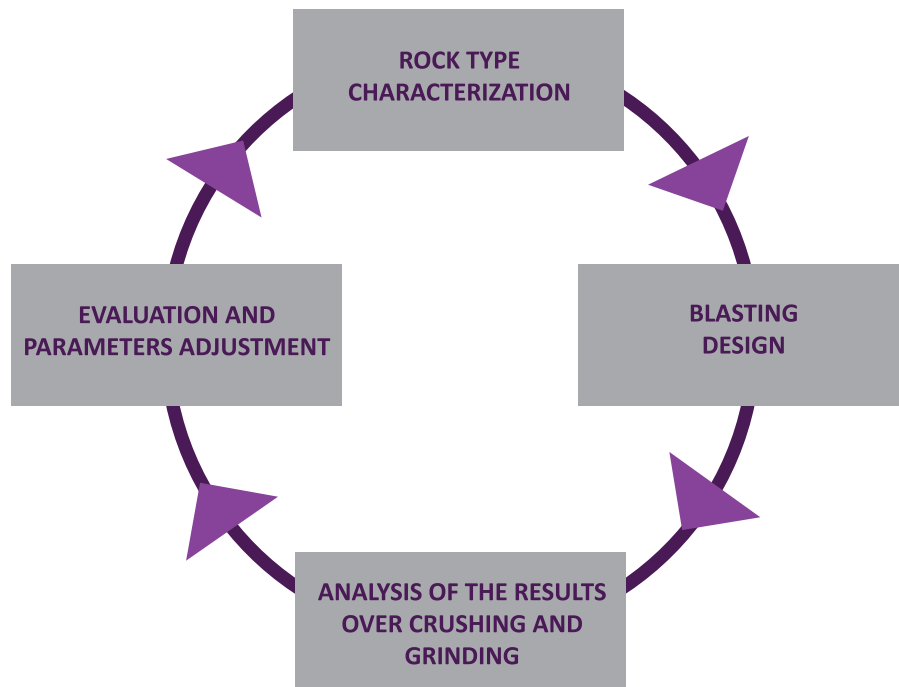 ROCK TYPE
CHARACTERIZATION
BLASTING
DESIGN
ANALYSIS OF THE RESULTS
OVER CRUSHING AND
GRINDING
EVALUATION AND
PARAMETERS ADJUSTMENT